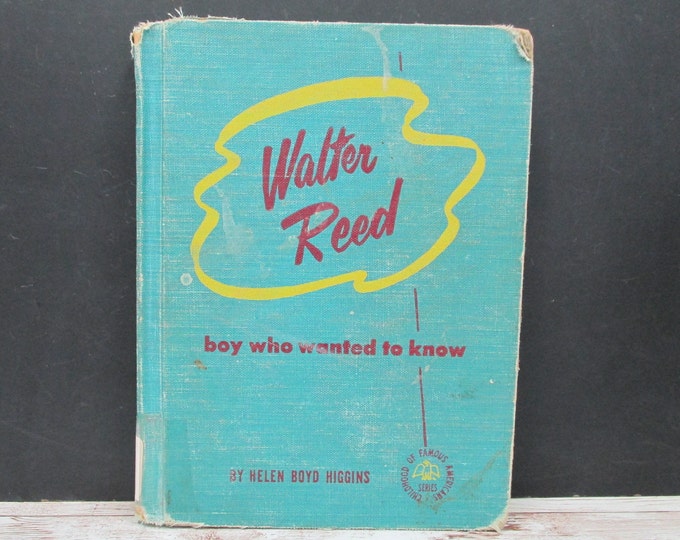 Walter
Reed
boy who wanted to know
BY HELEN BOYD HIGGINS
CHILDHOOD OF FAMOUS AMERICANS
SERIES